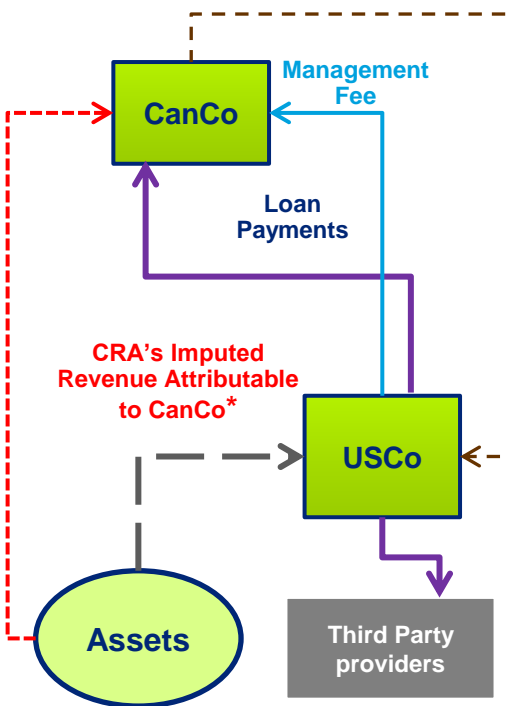 Management
Fee
CanCo
Loan
Payments
CRA's Imputed
Revenue Attributable
to CanCo*
USCo
Assets
Third Party
providers